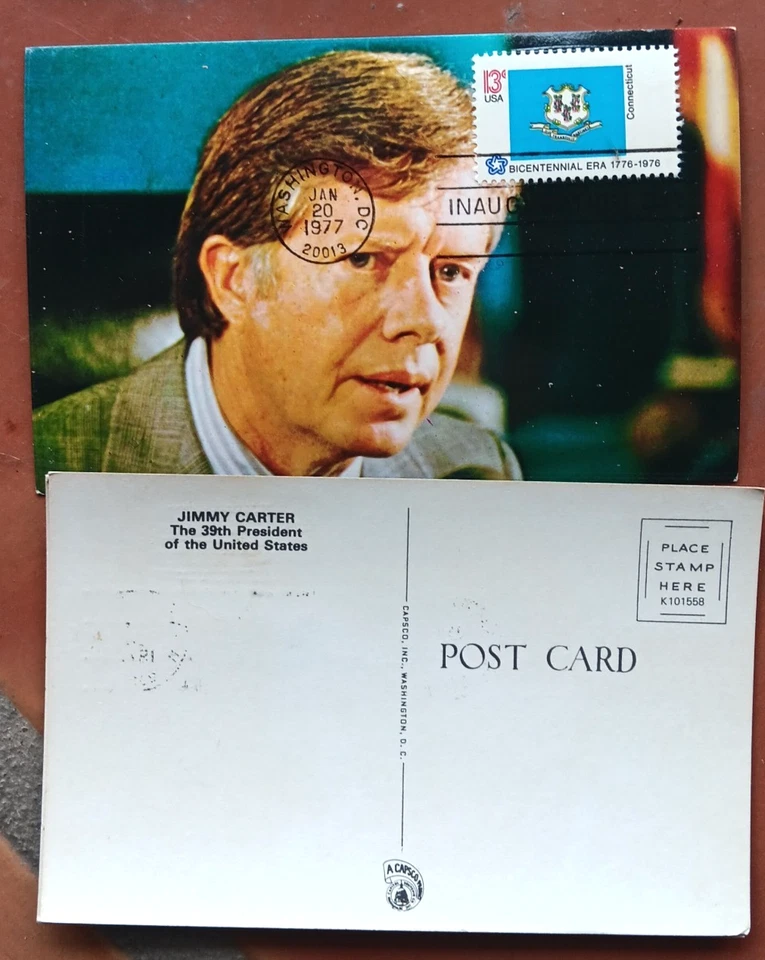 13¢
USA
Connecticut
BICENTENNIAL ERA 1776-1976
WASHINGTON, DC
JAN
20
1977
20013
INAUG
JIMMY CARTER
The 39th President
of the United States
PLACE
STAMP
HERE
K101558
POST CARD
CAPSCO, INC., WASHINGTON, D. C.
A CAPSCO